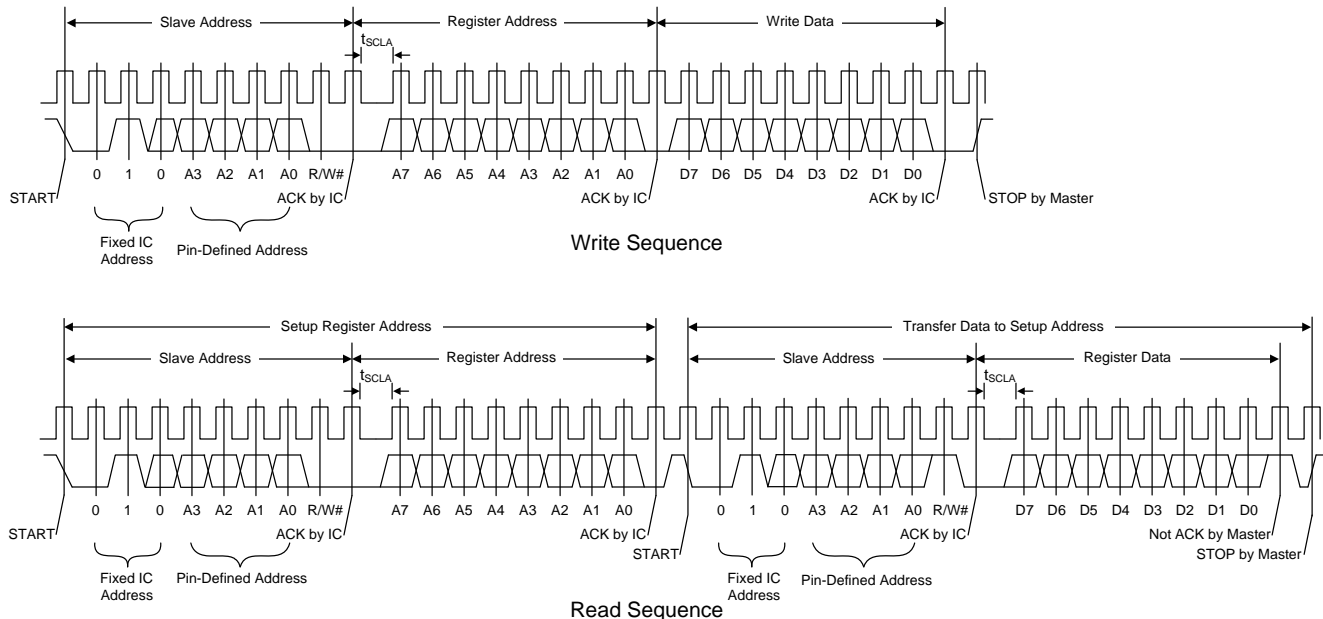 Slave Address Register Address Write Data
tSCLA
0 1 0 A3 A2 A1 A0 R/W# A7 A6 A5 A4 A3 A2 A1 A0 D7 D6 D5 D4 D3 D2 D1 D0
START ACK by IC ACK by IC ACK by IC STOP by Master
Fixed IC Address Pin-Defined Address
Write Sequence
Setup Register Address Transfer Data to Setup Address
Slave Address Register Address Slave Address Register Data
tSCLA tSCLA
0 1 0 A3 A2 A1 A0 R/W# A7 A6 A5 A4 A3 A2 A1 A0 0 1 0 A3 A2 A1 A0 R/W# D7 D6 D5 D4 D3 D2 D1 D0
START ACK by IC ACK by IC START ACK by IC Not ACK by Master
STOP by Master
Fixed IC Address Pin-Defined Address Fixed IC Address Pin-Defined Address
Read Sequence